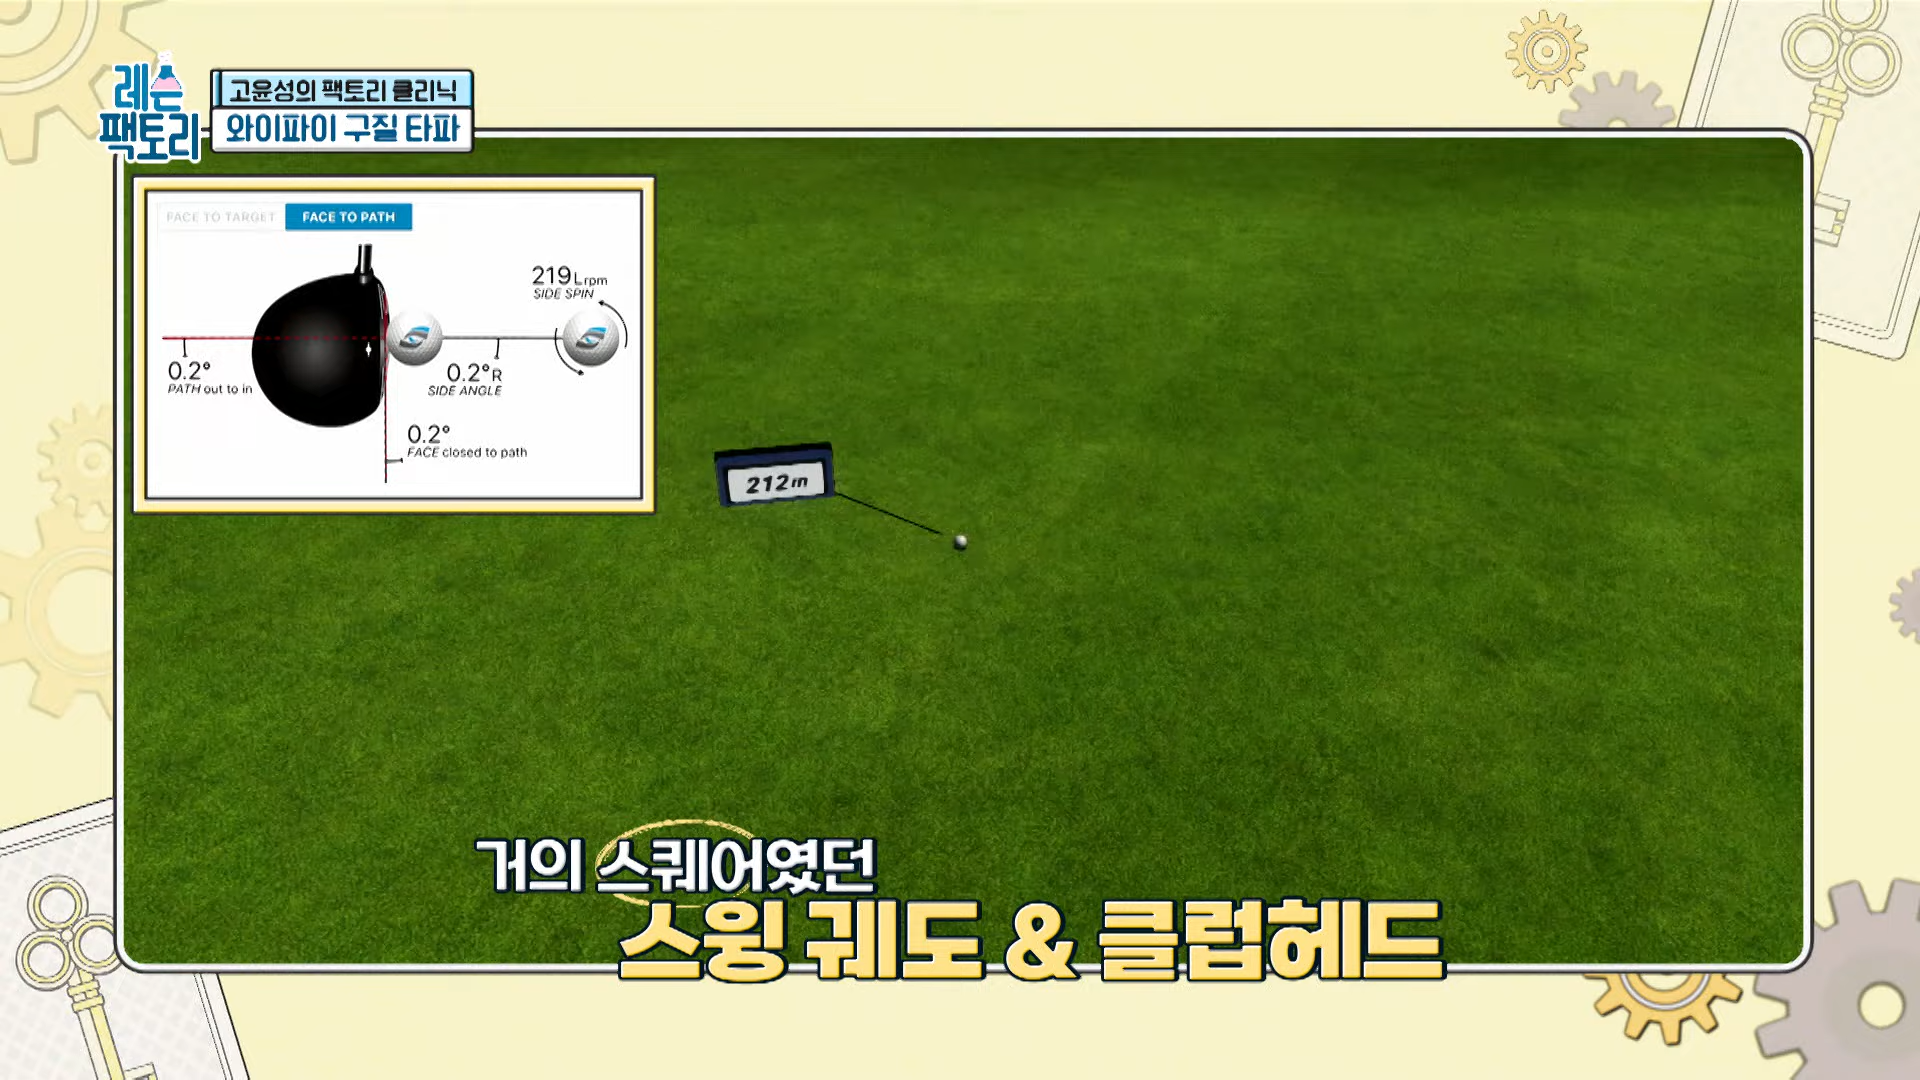 레슨
팩토리
고윤성의 팩토리 클리닉
와이파이 구질 타파
FACE TO TARGET
FACE TO PATH
219L rpm
SIDE SPIN
0.2°
PATH out to in
0.2°R
SIDE ANGLE
0.2°
FACE closed to path
212m
거의 스퀘어였던
스윙 궤도 & 클럽헤드